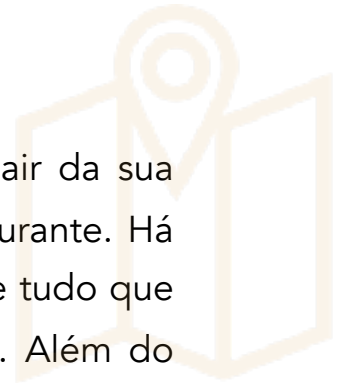 air da sua
urante. Há
e tudo que
. Além do